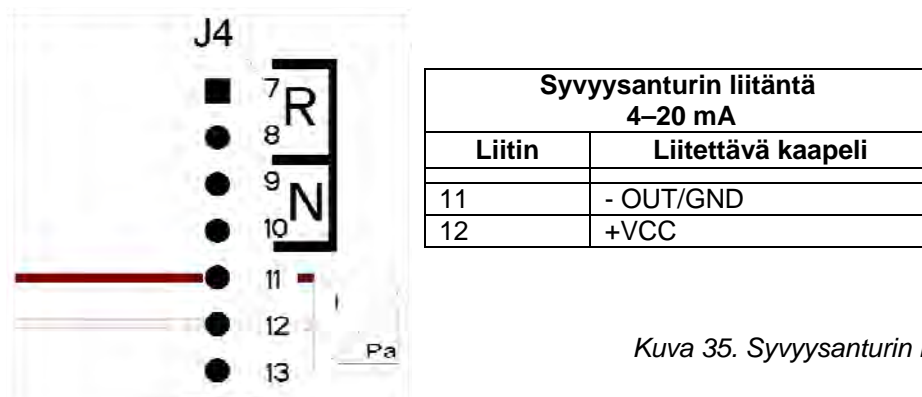 J4
7
R
8
9
N
10
11
12
13
Pa
Syvyysanturin liitäntä
4–20 mA
Liitin Liitettävä kaapeli
11 - OUT/GND
12 +VCC
Kuva 35. Syvyysanturin